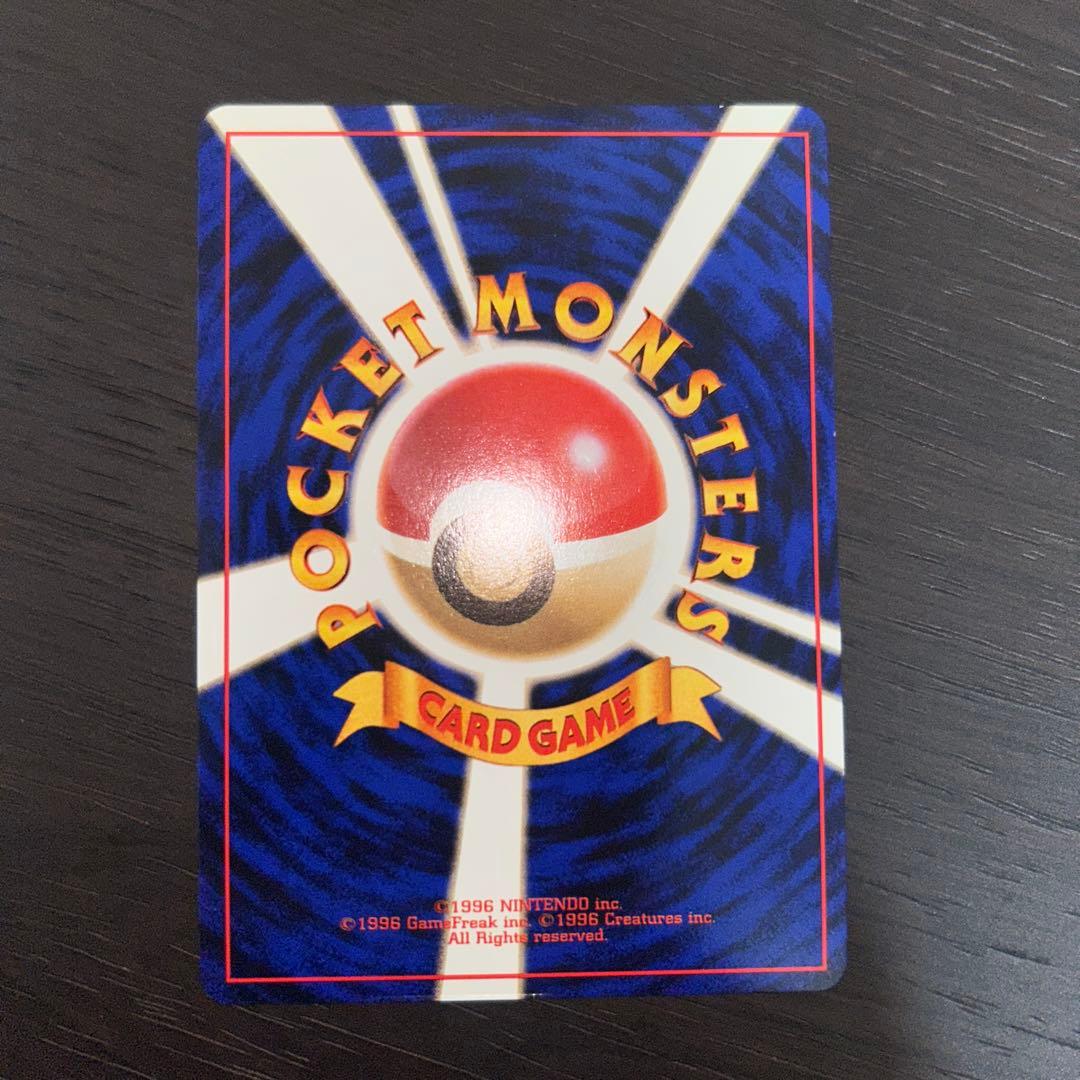 POCKET MONSTERS
CARD GAME
©1996 NINTENDO inc.
©1996 GameFreak inc. ©1996 Creatures inc.
All Rights reserved.